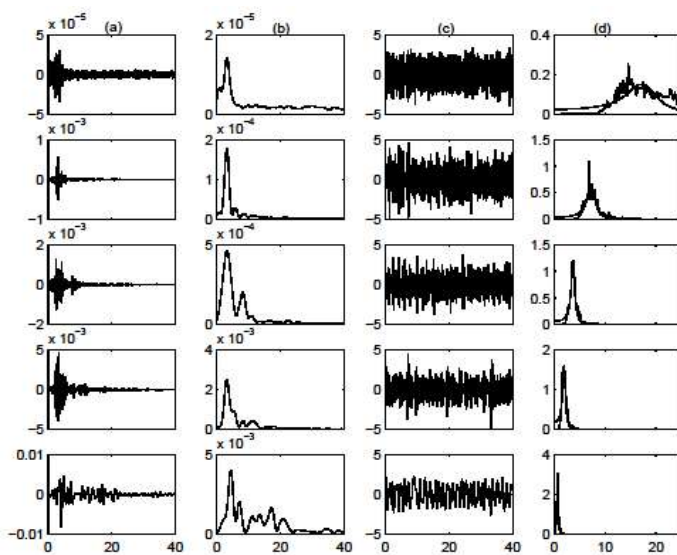 (a) (b) (c) (d)
x 10⁻⁵ x 10⁻⁵
5 2 5 0.4
0 1 0 0.2
−5 0 −5 0
x 10⁻³ x 10⁻⁴
1 2 5 1.5
0 1 0 1
−1 0 −5 0.5
0
x 10⁻³ x 10⁻⁴
2 5 5 1.5
0 0 1
−2 0 −5 0.5
0
x 10⁻³ x 10⁻³
5 4 5 2
0 2 0 1
−5 0 −5 0
x 10⁻³
0.01 5 5 4
0 0 2
−0.01 0 −5 0
0 20 40 0 20 40 0 20 40 0 10 20